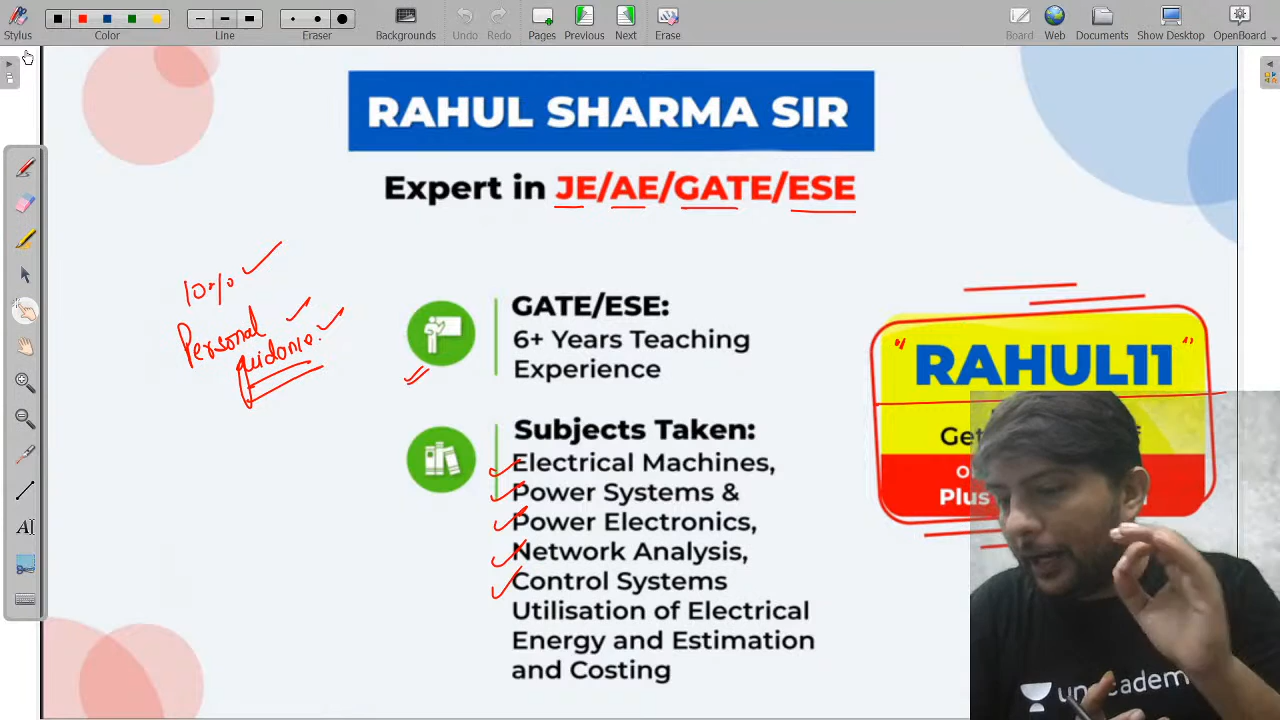 Stylus
Color
Line
Eraser
Backgrounds
Undo
Redo
Pages
Previous
Next
Erase
Board
Web
Documents
Show Desktop
OpenBoard
RAHUL SHARMA SIR
Expert in JE/AE/GATE/ESE
10%
Personal
guidance.
GATE/ESE:
6+ Years Teaching
Experience
Subjects Taken:
Electrical Machines,
Power Systems &
Power Electronics,
Network Analysis,
Control Systems
Utilisation of Electrical
Energy and Estimation
and Costing
"RAHUL11"
Get
Plus
unacademy